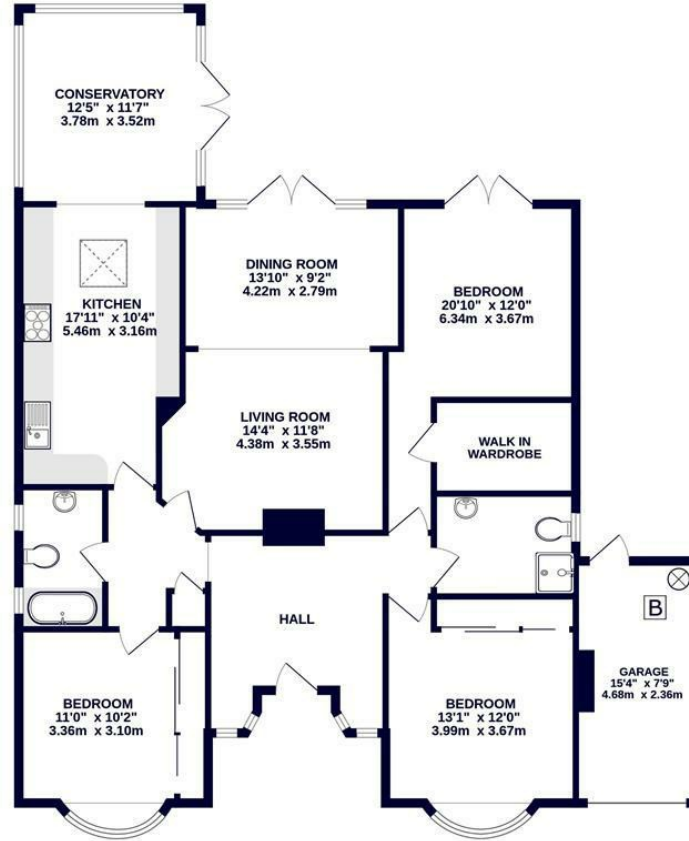 CONSERVATORY
12'5" x 11'7"
3.78m x 3.52m
DINING ROOM
13'10" x 9'2"
4.22m x 2.79m
BEDROOM
20'10" x 12'0"
6.34m x 3.67m
KITCHEN
17'11" x 10'4"
5.46m x 3.16m
LIVING ROOM
14'4" x 11'8"
4.38m x 3.55m
WALK IN
WARDROBE
HALL
B
GARAGE
15'4" x 7'9"
4.68m x 2.36m
BEDROOM
11'0" x 10'2"
3.36m x 3.10m
BEDROOM
13'1" x 12'0"
3.99m x 3.67m